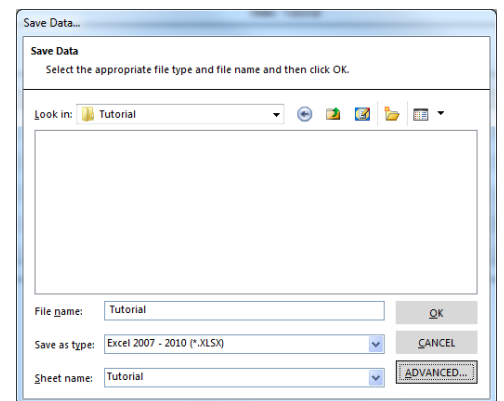 Save Data...
Save Data
Select the appropriate file type and file name and then click OK.
Look in: Tutorial
File name: Tutorial OK
Save as type: Excel 2007 - 2010 (*.XLSX) CANCEL
Sheet name: Tutorial ADVANCED...